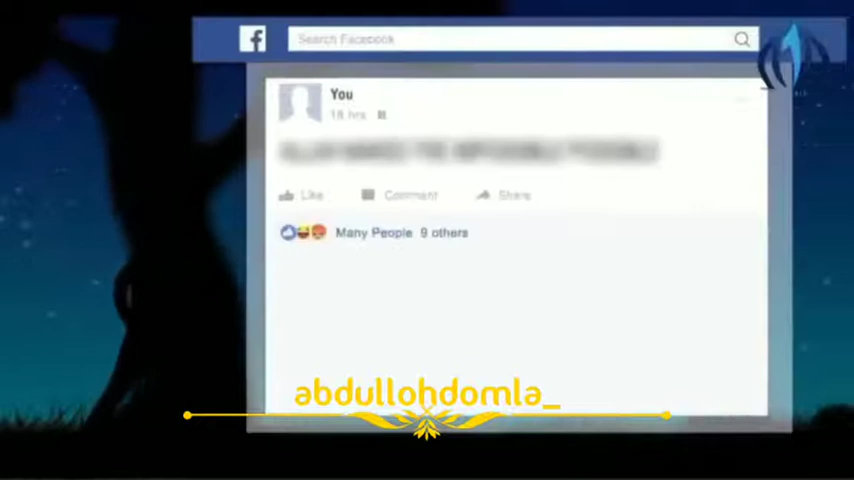 Search Facebook
You
18 hrs
Like Comment Share
Many People 9 others
abdullohdomla_